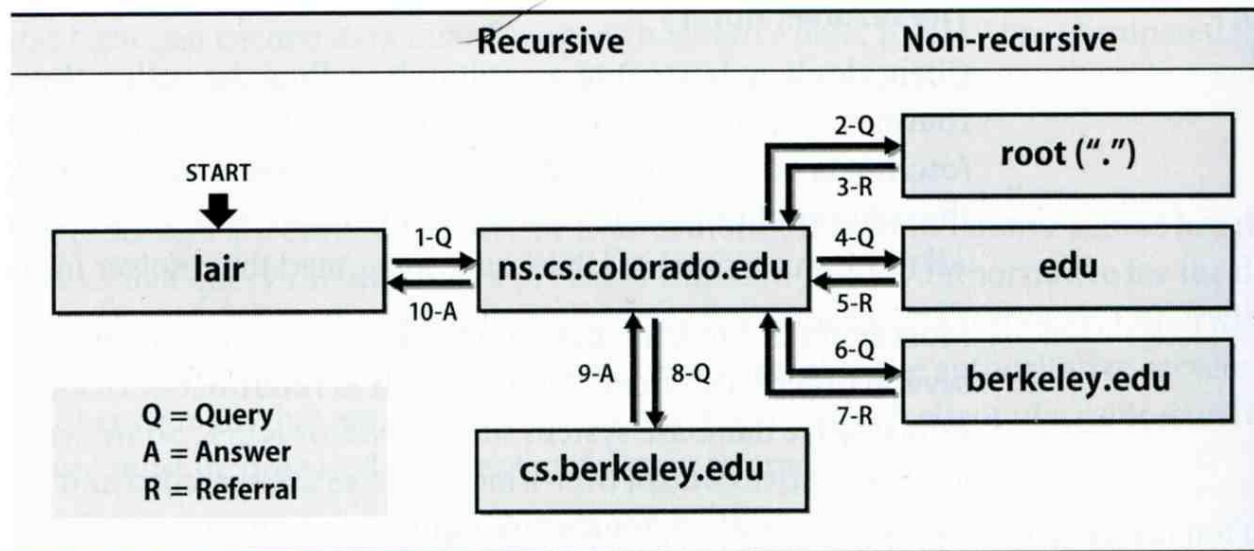 Recursive Non-recursive
START
lair
1-Q
10-A
ns.cs.colorado.edu
2-Q
3-R
root (“.”)
4-Q
5-R
edu
6-Q
7-R
berkeley.edu
9-A 8-Q
cs.berkeley.edu
Q = Query
A = Answer
R = Referral